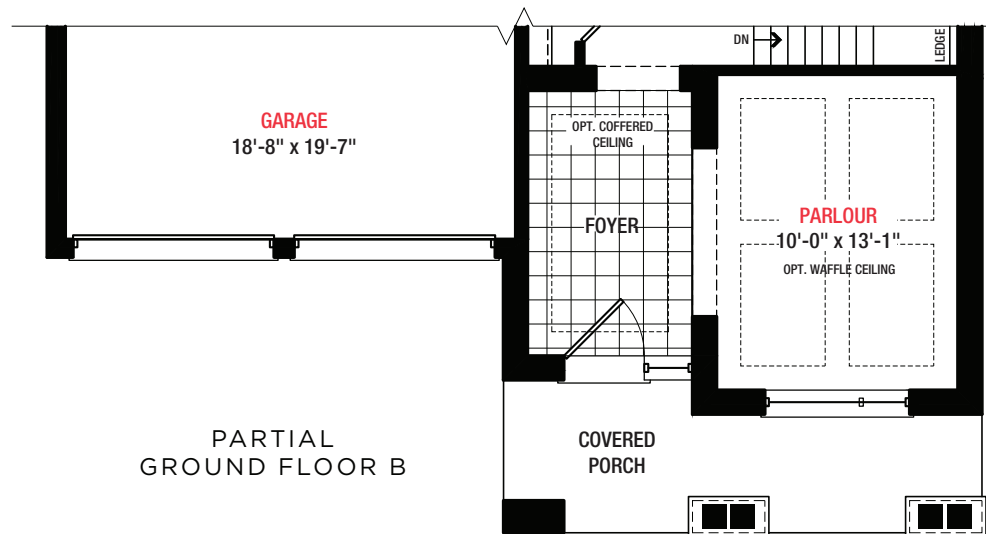 DN
LEDGE
GARAGE
18'-8" x 19'-7"
OPT. COFFERED
CEILING
FOYER
PARLOUR
10'-0" x 13'-1"
OPT. WAFFLE CEILING
PARTIAL
GROUND FLOOR B
COVERED
PORCH